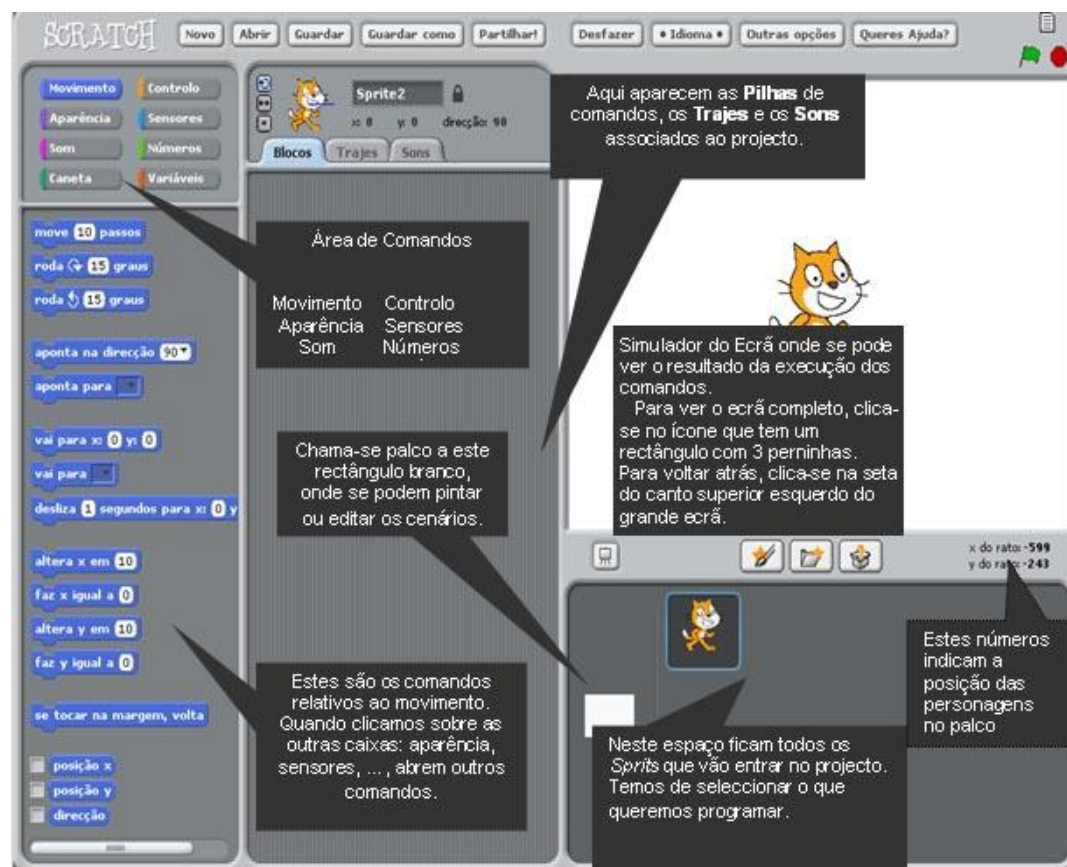 SCRATCH
Novo Abrir Guardar Guardar como Partilhar! Desfazer • Idioma • Outras opções Queres Ajuda?
Movimento Controlo
Aparência Sensores
Som Números
Caneta Variáveis
Sprite2
x: 0 y: 0 direcção: 90
Blocos Trajes Sons
Aqui aparecem as Pilhas de
comandos, os Trajes e os Sons
associados ao projecto.
move 10 passos
roda 15 graus
roda 15 graus
aponta na direcção 90
aponta para
vai para x: 0 y: 0
vai para
desliza 1 segundos para x: 0 y
altera x em 10
faz x igual a 0
altera y em 10
faz y igual a 0
se tocar na margem, volta
posição x
posição y
direcção
Área de Comandos
Movimento Controlo
Aparência Sensores
Som Números
Chama-se palco a este
rectângulo branco,
onde se podem pintar
ou editar os cenários.
Estes são os comandos
relativos ao movimento.
Quando clicamos sobre as
outras caixas: aparência,
sensores, ..., abrem outros
comandos.
Simulador do Ecrã onde se pode
ver o resultado da execução dos
comandos.
Para ver o ecrã completo, clica-
se no ícone que tem um
rectângulo com 3 perninhas.
Para voltar atrás, clica-se na seta
do canto superior esquerdo do
grande ecrã.
x do rato: -599
y do rato: -243
Estes números
indicam a
posição das
personagens
no palco
Neste espaço ficam todos os
Sprits que vão entrar no projecto.
Temos de seleccionar o que
queremos programar.